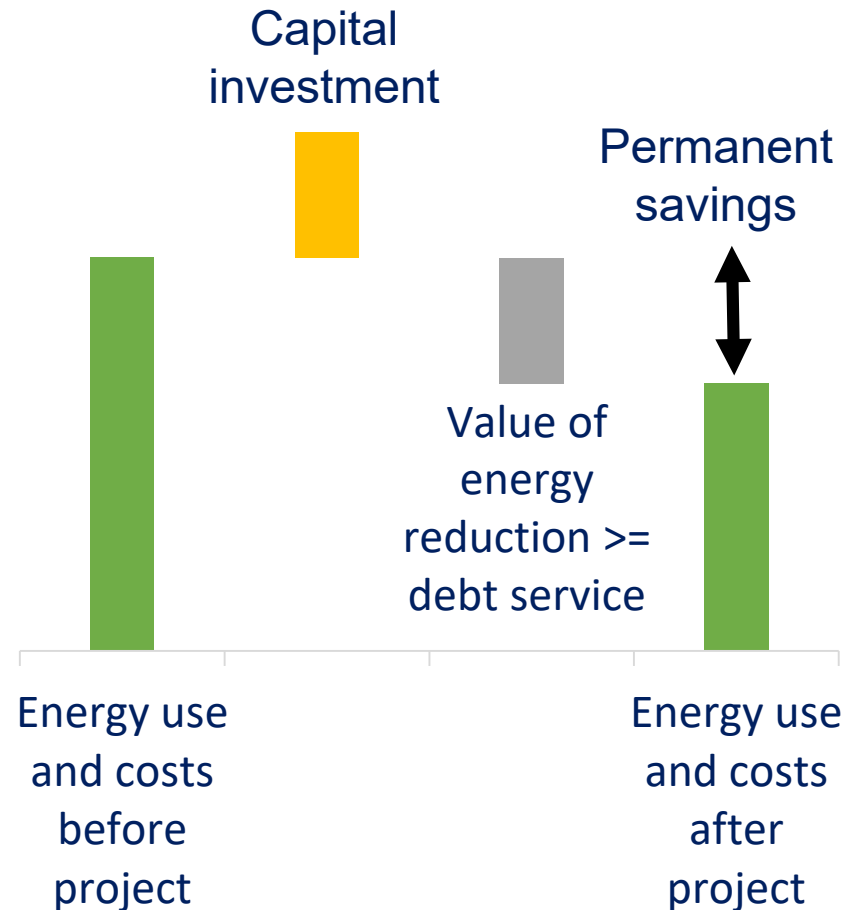 Capital
investment
Permanent
savings
Value of
energy
reduction >=
debt service
Energy use
and costs
before
project
Energy use
and costs
after
project